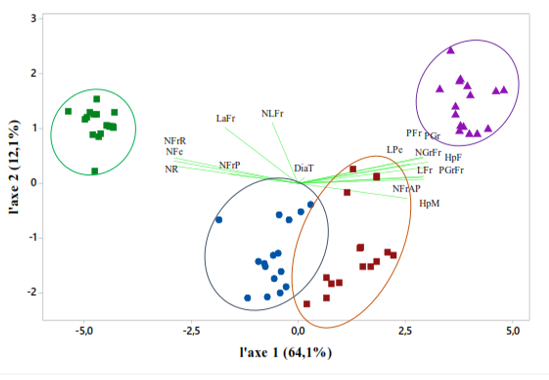 3
2
1
0
-1
-2
l'axe 2 (12,1%)
LaFr
NLFr
NFrR
NFe
NR
NFrP
DiaT
PFr PGr
LPe
NGrFr HpF
LFr PGrFr
NFrAP
HpM
-5,0 -2,5 0,0 2,5 5,0
l'axe 1 (64,1%)